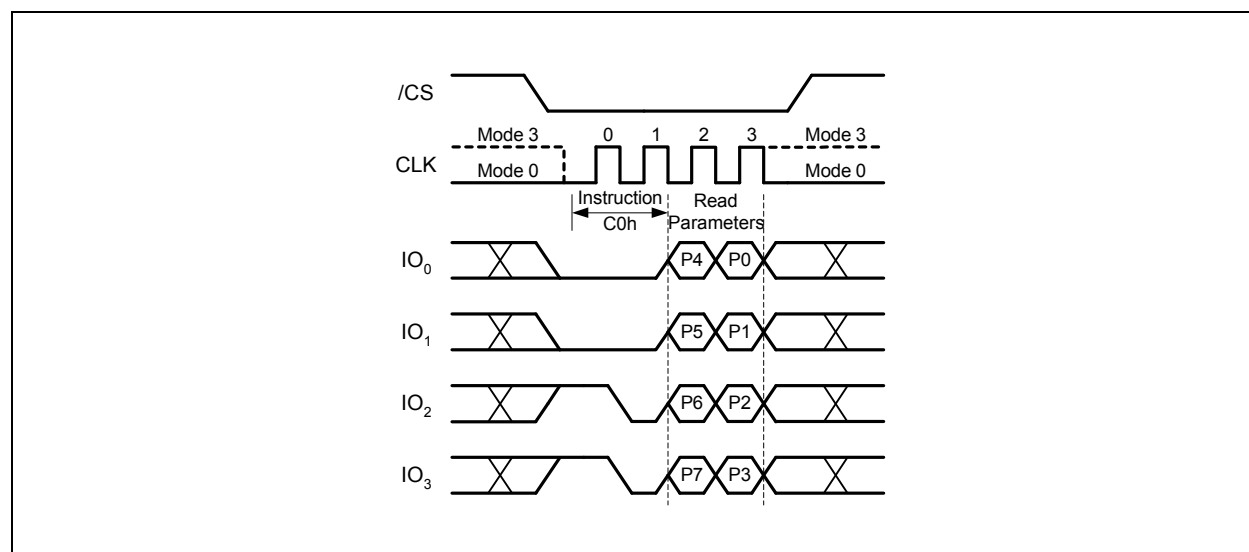 /CS
Mode 3 0 1 2 3 Mode 3
CLK Mode 0 Mode 0
Instruction Read
C0h Parameters
IO0 P4 P0
IO1 P5 P1
IO2 P6 P2
IO3 P7 P3